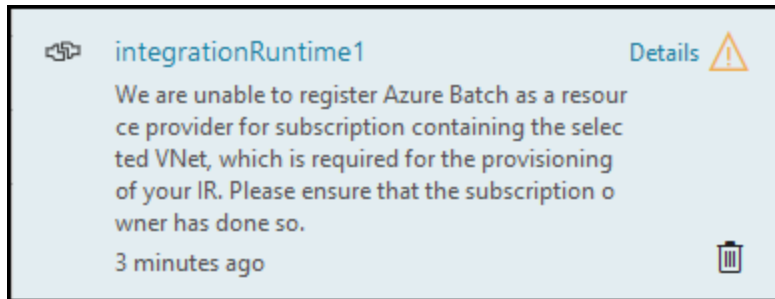 integrationRuntime1
Details
We are unable to register Azure Batch as a resour
ce provider for subscription containing the selec
ted VNet, which is required for the provisioning
of your IR. Please ensure that the subscription o
wner has done so.
3 minutes ago